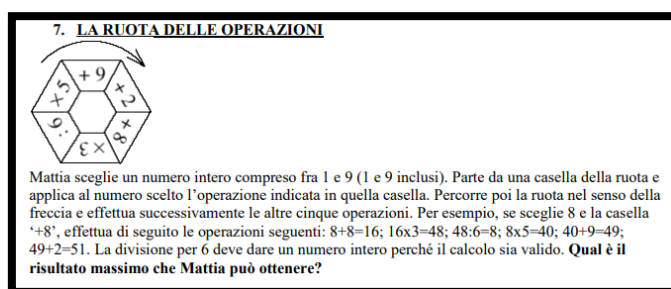 7. LA RUOTA DELLE OPERAZIONI
+ 9
+ 2
+ 8
× 3
: 6
× 5
Mattia sceglie un numero intero compreso fra 1 e 9 (1 e 9 inclusi). Parte da una casella della ruota e
applica al numero scelto l’operazione indicata in quella casella. Percorre poi la ruota nel senso della
freccia e effettua successivamente le altre cinque operazioni. Per esempio, se sceglie 8 e la casella
‘+8’, effettua di seguito le operazioni seguenti: 8+8=16; 16x3=48; 48:6=8; 8x5=40; 40+9=49;
49+2=51. La divisione per 6 deve dare un numero intero perché il calcolo sia valido. Qual è il
risultato massimo che Mattia può ottenere?